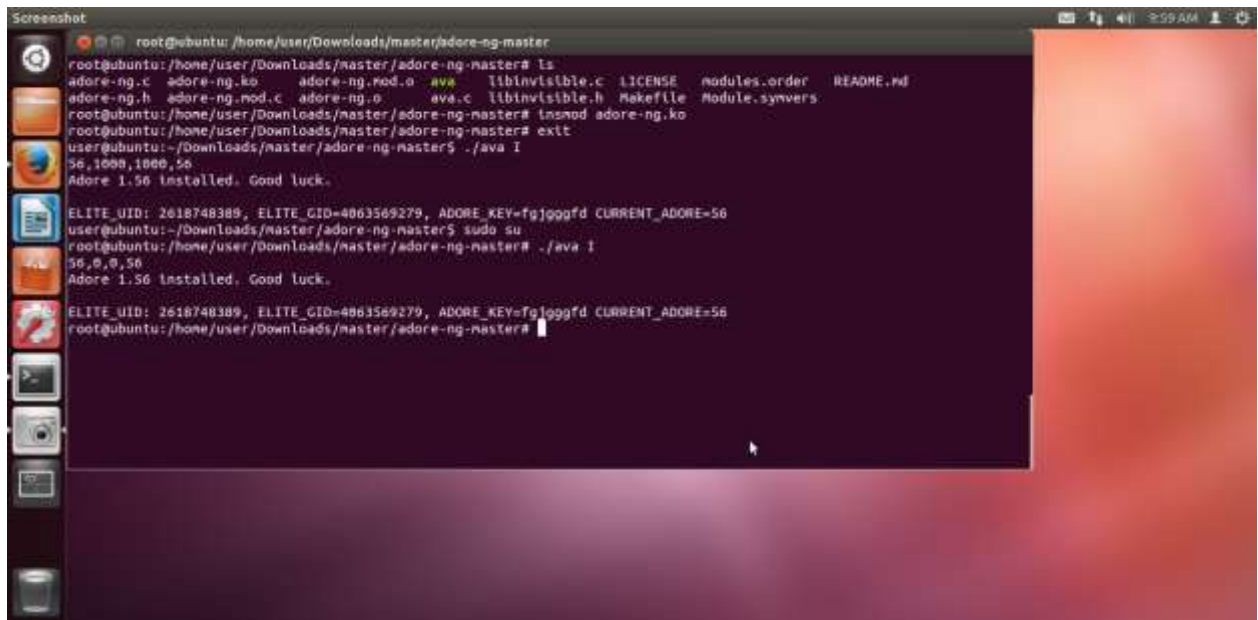 Screenshot
9:59 AM
root@ubuntu: /home/user/Downloads/master/adore-ng-master
root@ubuntu:/home/user/Downloads/master/adore-ng-master# ls
adore-ng.c adore-ng.ko adore-ng.mod.o ava libinvisible.c LICENSE modules.order README.md
adore-ng.h adore-ng.mod.c adore-ng.o ava.c libinvisible.h Makefile Module.symvers
root@ubuntu:/home/user/Downloads/master/adore-ng-master# insmod adore-ng.ko
root@ubuntu:/home/user/Downloads/master/adore-ng-master# exit
user@ubuntu:~/Downloads/master/adore-ng-master$ ./ava I
56,1000,1000,56
Adore 1.56 installed. Good luck.
ELITE_UID: 2618748389, ELITE_GID=4063569279, ADORE_KEY=fgjgggfd CURRENT_ADORE=56
user@ubuntu:~/Downloads/master/adore-ng-master$ sudo su
root@ubuntu:/home/user/Downloads/master/adore-ng-master# ./ava I
56,0,0,56
Adore 1.56 installed. Good luck.
ELITE_UID: 2618748389, ELITE_GID=4063569279, ADORE_KEY=fgjgggfd CURRENT_ADORE=56
root@ubuntu:/home/user/Downloads/master/adore-ng-master#